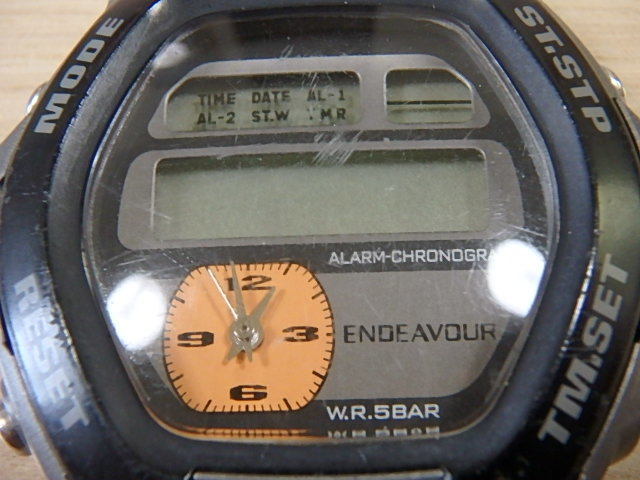 MODE
ST.STP
TIME DATE AL-1
AL-2 ST.W TMR
ALARM-CHRONOGRA
12
9 3
ENDEAVOUR
6
W.R.5BAR
RESET
TM.SET